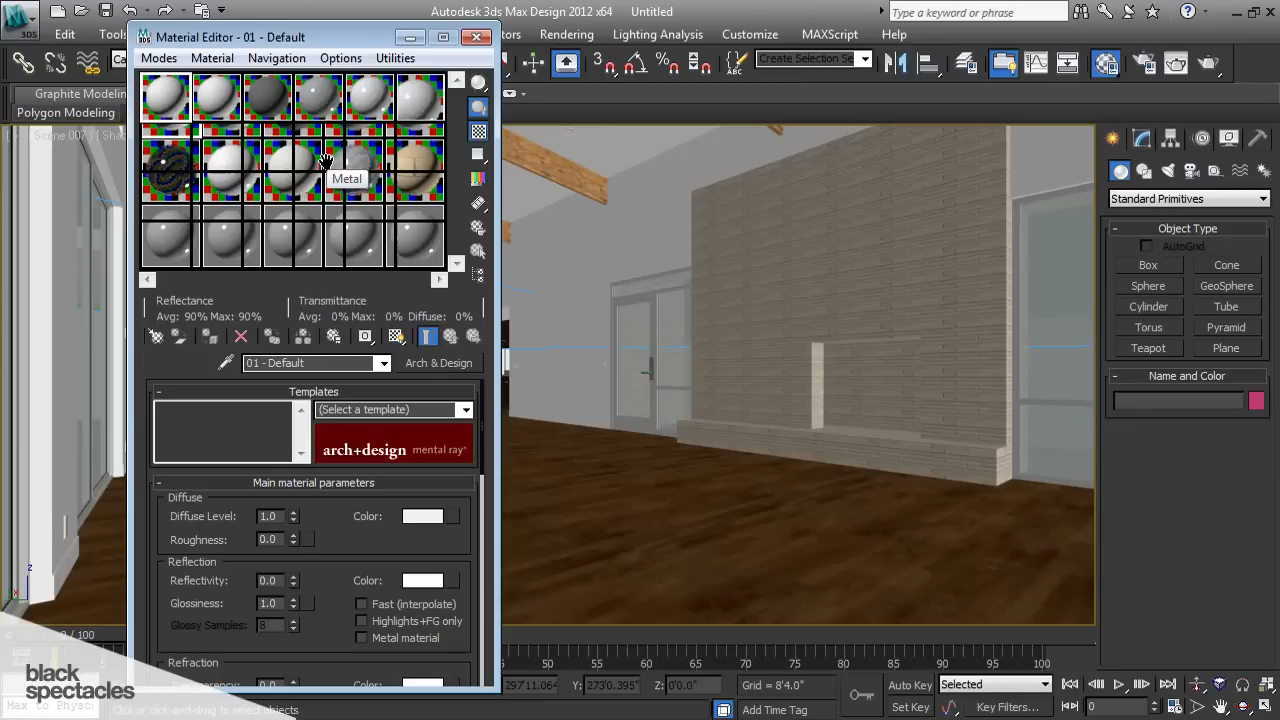 Autodesk 3ds Max Design 2012 x64 Untitled
Type a keyword or phrase
3DS
Edit Tools
Rendering Lighting Analysis Customize MAXScript Help
Material Editor - 01 - Default
Modes Material Navigation Options Utilities
Create Selection Se
Graphite Modelin
Polygon Modeling
Metal
Reflectance
Avg: 90% Max: 90%
Transmittance
Avg: 0% Max: 0% Diffuse: 0%
01 - Default
Arch & Design
Templates
(Select a template)
arch+design mental ray
Main material parameters
Diffuse
Diffuse Level: 1.0 Color:
Roughness: 0.0
Reflection
Reflectivity: 0.0 Color:
Glossiness: 1.0 Fast (interpolate)
Highlights+FG only
Glossy Samples: 8
Metal material
Refraction
Standard Primitives
Object Type
AutoGrid
Box Cone
Sphere GeoSphere
Cylinder Tube
Torus Pyramid
Teapot Plane
Name and Color
0 / 100
50 55 60 65 70 75 80 85 90 95 100
297'11.064 Y: 273'0.395" Z: 0'0.0" Grid = 8'4.0" Auto Key Selected
Add Time Tag Set Key Key Filters... 0
Max to Physc
Click or click-and-drag to select objects
black
spectacles